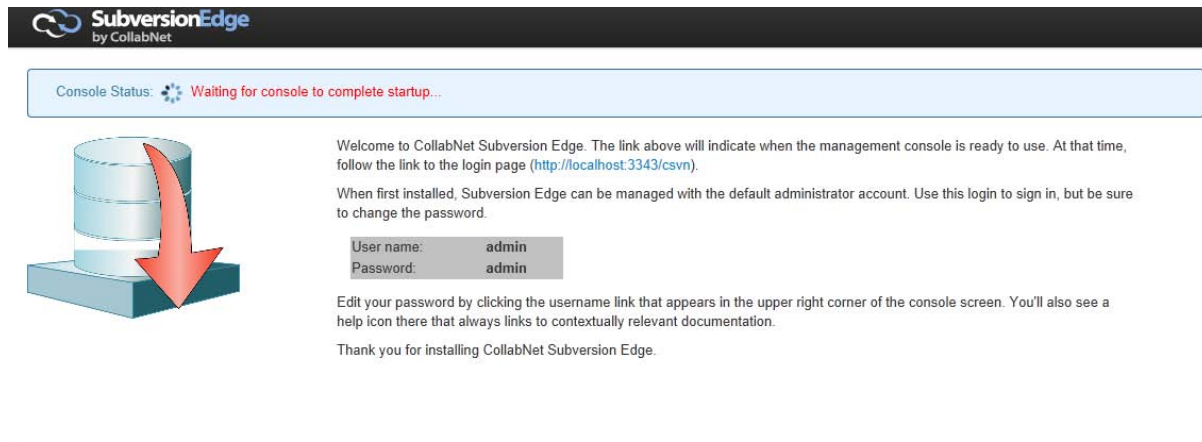 SubversionEdge
by CollabNet
Console Status: Waiting for console to complete startup...
Welcome to CollabNet Subversion Edge. The link above will indicate when the management console is ready to use. At that time,
follow the link to the login page (http://localhost:3343/csvn).
When first installed, Subversion Edge can be managed with the default administrator account. Use this login to sign in, but be sure
to change the password.
User name: admin
Password: admin
Edit your password by clicking the username link that appears in the upper right corner of the console screen. You'll also see a
help icon there that always links to contextually relevant documentation.
Thank you for installing CollabNet Subversion Edge.